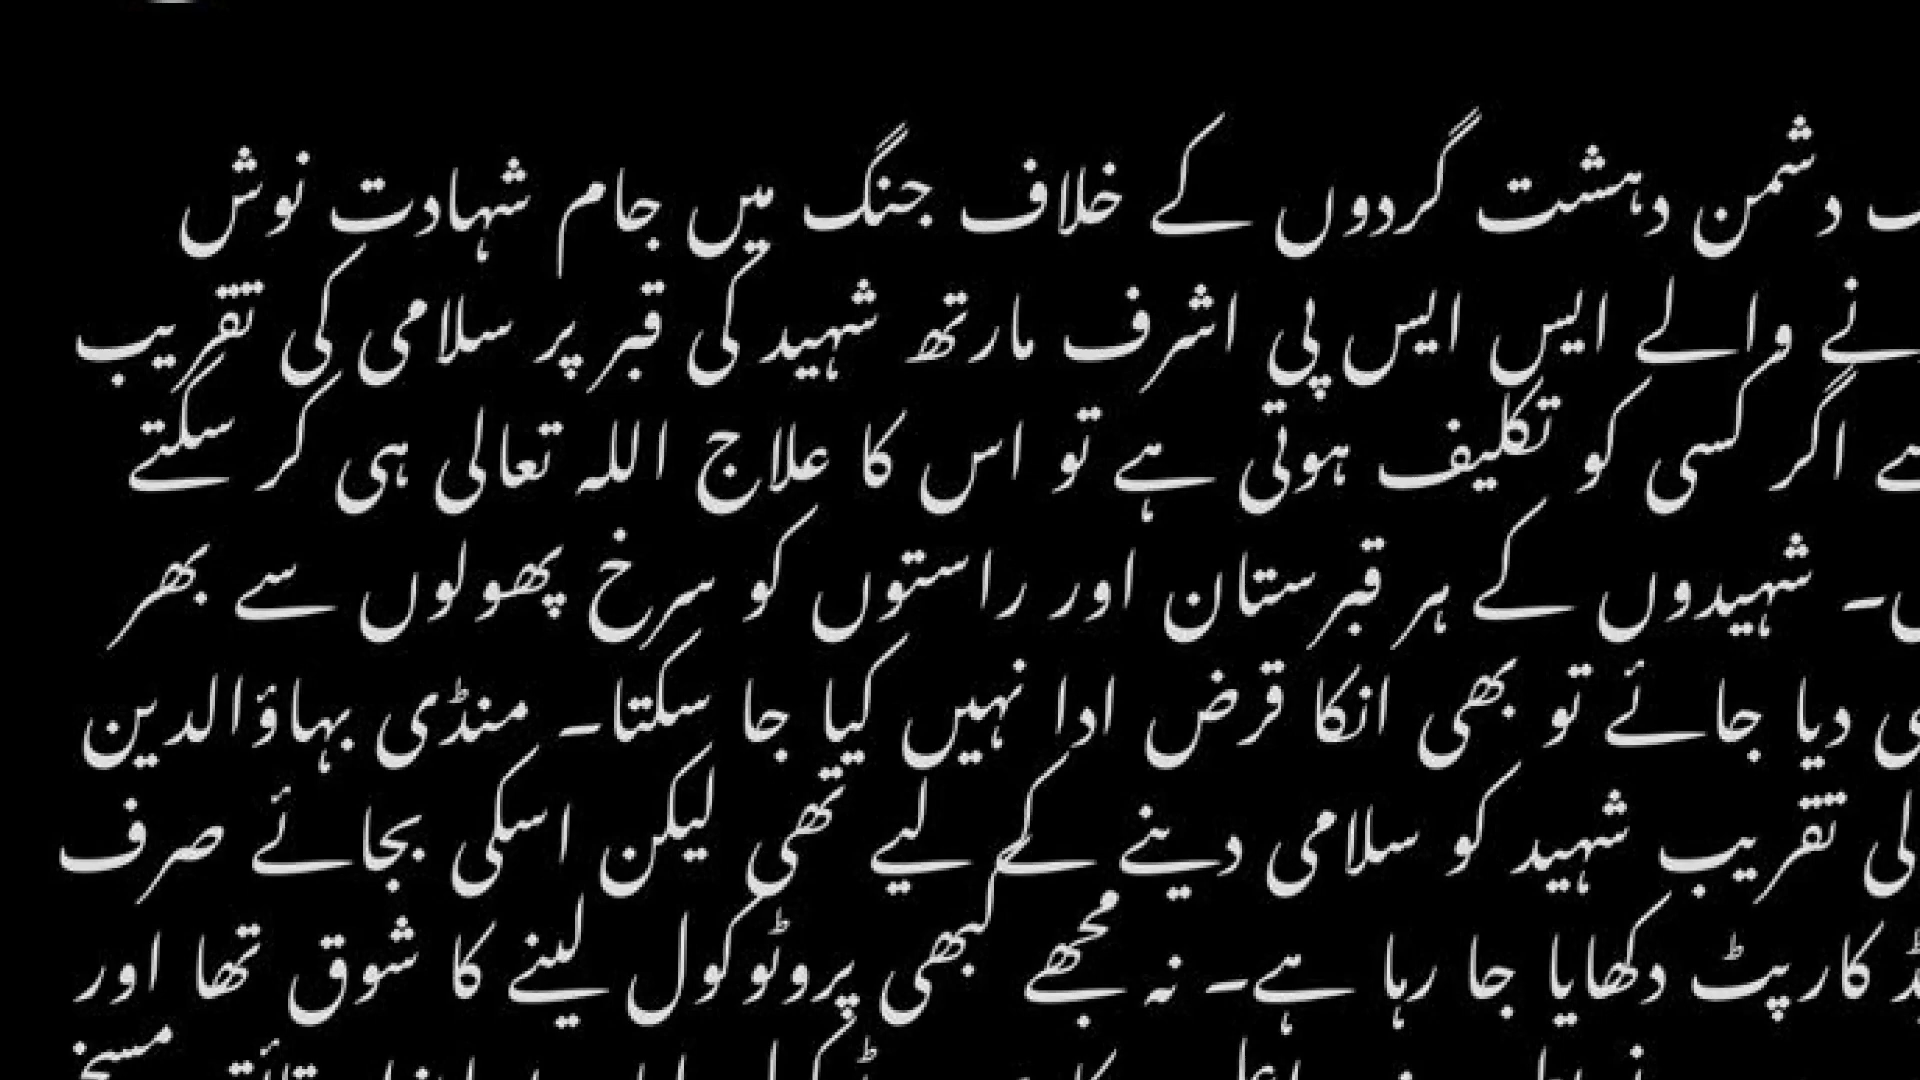 دشمن دہشت گردوں کے خلاف جنگ میں جام شہادت نوش
نے والے ایس ایس پی اشرف مارتھ شہید کی قبر پر سلامی کی تقریب
ہے اگر کسی کو تکلیف ہوتی ہے تو اس کا علاج اللہ تعالی ہی کر سکتے
۔ شہیدوں کے ہر قبرستان اور راستوں کو سرخ پھولوں سے بھر
دیا جائے تو بھی انکا قرض ادا نہیں کیا جا سکتا۔ منڈی بہاؤالدین
تقریب شہید کو سلامی دینے کے لیے تھی لیکن اسکی بجائے صرف
کارپٹ دکھایا جا رہا ہے۔ نہ مجھے کبھی پروٹوکول لینے کا شوق تھا اور